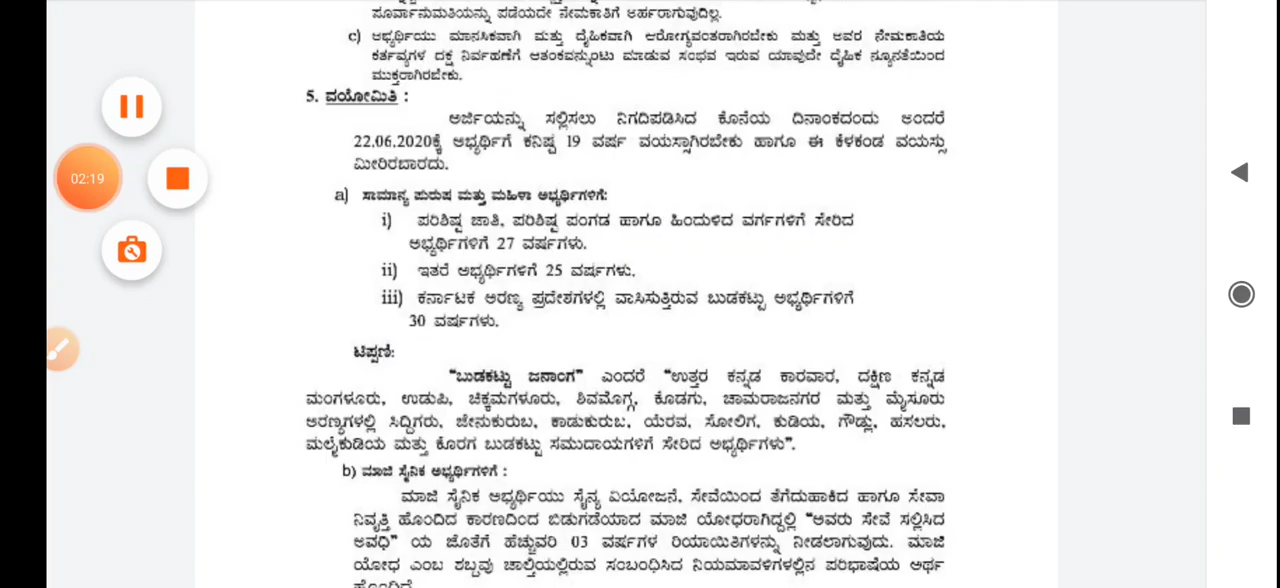 ಪೂರ್ವಾನುಮತಿಯನ್ನು ಪಡೆಯದೇ ನೇಮಕಾತಿಗೆ ಅರ್ಹರಾಗುವುದಿಲ್ಲ.
c) ಅಭ್ಯರ್ಥಿಯು ಮಾನಸಿಕವಾಗಿ ಮತ್ತು ದೈಹಿಕವಾಗಿ ಆರೋಗ್ಯವಂತರಾಗಿರಬೇಕು ಮತ್ತು ಅವರ ನೇಮಕಾತಿಯ
ಕರ್ತವ್ಯಗಳ ದಕ್ಷ ನಿರ್ವಹಣೆಗೆ ಆತಂಕವನ್ನುಂಟು ಮಾಡುವ ಸಂಭವ ಇರುವ ಯಾವುದೇ ದೈಹಿಕ ನ್ಯೂನತೆಯಿಂದ
ಮುಕ್ತರಾಗಿರಬೇಕು.
5. ವಯೋಮಿತಿ :
ಅರ್ಜಿಯನ್ನು ಸಲ್ಲಿಸಲು ನಿಗದಿಪಡಿಸಿದ ಕೊನೆಯ ದಿನಾಂಕದಂದು ಅಂದರೆ
22.06.2020ಕ್ಕೆ ಅಭ್ಯರ್ಥಿಗೆ ಕನಿಷ್ಠ 19 ವರ್ಷ ವಯಸ್ಸಾಗಿರಬೇಕು ಹಾಗೂ ಈ ಕೆಳಕಂಡ ವಯಸ್ಸು
ಮೀರಿರಬಾರದು.
02:19
a) ಸಾಮಾನ್ಯ ಪುರುಷ ಮತ್ತು ಮಹಿಳಾ ಅಭ್ಯರ್ಥಿಗಳಿಗೆ:
i) ಪರಿಶಿಷ್ಟ ಜಾತಿ, ಪರಿಶಿಷ್ಟ ಪಂಗಡ ಹಾಗೂ ಹಿಂದುಳಿದ ವರ್ಗಗಳಿಗೆ ಸೇರಿದ
ಅಭ್ಯರ್ಥಿಗಳಿಗೆ 27 ವರ್ಷಗಳು.
ii) ಇತರೆ ಅಭ್ಯರ್ಥಿಗಳಿಗೆ 25 ವರ್ಷಗಳು.
iii) ಕರ್ನಾಟಕ ಅರಣ್ಯ ಪ್ರದೇಶಗಳಲ್ಲಿ ವಾಸಿಸುತ್ತಿರುವ ಬುಡಕಟ್ಟು ಅಭ್ಯರ್ಥಿಗಳಿಗೆ
30 ವರ್ಷಗಳು.
ಟಿಪ್ಪಣಿ:
"ಬುಡಕಟ್ಟು ಜನಾಂಗ" ಎಂದರೆ "ಉತ್ತರ ಕನ್ನಡ ಕಾರವಾರ, ದಕ್ಷಿಣ ಕನ್ನಡ
ಮಂಗಳೂರು, ಉಡುಪಿ, ಚಿಕ್ಕಮಗಳೂರು, ಶಿವಮೊಗ್ಗ, ಕೊಡಗು, ಚಾಮರಾಜನಗರ ಮತ್ತು ಮೈಸೂರು
ಅರಣ್ಯಗಳಲ್ಲಿ ಸಿದ್ದಿಗರು, ಜೇನುಕುರುಬ, ಕಾಡುಕುರುಬ, ಯೆರವ, ಸೋಲಿಗ, ಕುಡಿಯ, ಗೌಡ್ಲು, ಹಸಲರು,
ಮಲೈಕುಡಿಯ ಮತ್ತು ಕೊರಗ ಬುಡಕಟ್ಟು ಸಮುದಾಯಗಳಿಗೆ ಸೇರಿದ ಅಭ್ಯರ್ಥಿಗಳು".
b) ಮಾಜಿ ಸೈನಿಕ ಅಭ್ಯರ್ಥಿಗಳಿಗೆ :
ಮಾಜಿ ಸೈನಿಕ ಅಭ್ಯರ್ಥಿಯು ಸೈನ್ಯ ವಿಯೋಜನೆ, ಸೇವೆಯಿಂದ ತೆಗೆದುಹಾಕಿದ ಹಾಗೂ ಸೇವಾ
ನಿವೃತ್ತಿ ಹೊಂದಿದ ಕಾರಣದಿಂದ ಬಿಡುಗಡೆಯಾದ ಮಾಜಿ ಯೋಧರಾಗಿದ್ದಲ್ಲಿ "ಅವರು ಸೇವೆ ಸಲ್ಲಿಸಿದ
ಅವಧಿ" ಯ ಜೊತೆಗೆ ಹೆಚ್ಚುವರಿ 03 ವರ್ಷಗಳ ರಿಯಾಯಿತಿಗಳನ್ನು ನೀಡಲಾಗುವುದು. ಮಾಜಿ
ಯೋಧ ಎಂಬ ಶಬ್ದವು ಚಾಲ್ತಿಯಲ್ಲಿರುವ ಸಂಬಂಧಿಸಿದ ನಿಯಮಾವಳಿಗಳಲ್ಲಿನ ಪರಿಭಾಷೆಯ ಅರ್ಥ